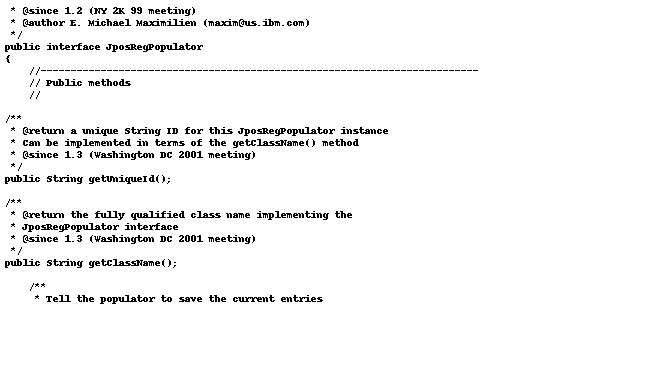 * @since 1.2 (NY 2K 99 meeting)
 * @author E. Michael Maximilien (maxim@us.ibm.com)
 */
public interface JposRegPopulator
{
    //-------------------------------------------------------------------------
    // Public methods
    //

/**
 * @return a unique String ID for this JposRegPopulator instance
 * Can be implemented in terms of the getClassName() method
 * @since 1.3 (Washington DC 2001 meeting)
 */
public String getUniqueId();

/**
 * @return the fully qualified class name implementing the
 * JposRegPopulator interface
 * @since 1.3 (Washington DC 2001 meeting)
 */
public String getClassName();

    /**
     * Tell the populator to save the current entries